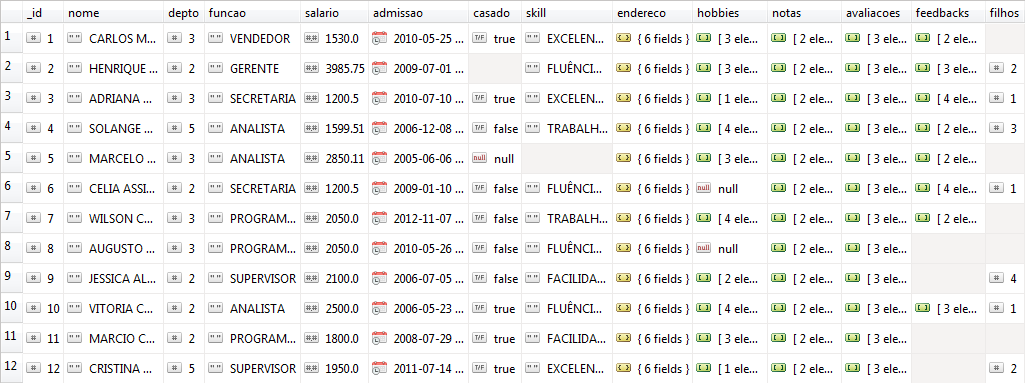 _id nome depto funcao salario admissao casado skill endereco hobbies notas avaliacoes feedbacks filhos
1 # 1 "" CARLOS M... # 3 "" VENDEDOR #.# 1530.0 2010-05-25 ... T/F true "" EXCELEN... { 6 fields } [ 3 ele... [ 2 ele... [ 3 ele... [ 2 ele...
2 # 2 "" HENRIQUE ... # 2 "" GERENTE #.# 3985.75 2009-07-01 ... "" FLUÊNCI... { 6 fields } [ 3 ele... [ 2 ele... [ 3 ele... [ 3 ele... # 2
3 # 3 "" ADRIANA ... # 3 "" SECRETARIA #.# 1200.5 2010-07-10 ... T/F true "" EXCELEN... { 6 fields } [ 1 ele... [ 2 ele... [ 3 ele... [ 4 ele... # 1
4 # 4 "" SOLANGE ... # 5 "" ANALISTA #.# 1599.51 2006-12-08 ... T/F false "" TRABALH... { 6 fields } [ 4 ele... [ 2 ele... [ 3 ele... [ 2 ele... # 3
5 # 5 "" MARCELO ... # 3 "" ANALISTA #.# 2850.11 2005-06-06 ... null null { 6 fields } [ 2 ele... [ 2 ele... [ 3 ele... [ 2 ele...
6 # 6 "" CELIA ASSI... # 2 "" SECRETARIA #.# 1200.5 2009-01-10 ... T/F false "" FLUÊNCI... { 6 fields } null null [ 2 ele... [ 3 ele... [ 4 ele... # 1
7 # 7 "" WILSON C... # 3 "" PROGRAM... #.# 2050.0 2012-11-07 ... T/F false "" TRABALH... { 6 fields } [ 4 ele... [ 2 ele... [ 3 ele... [ 2 ele...
8 # 8 "" AUGUSTO ... # 3 "" PROGRAM... #.# 2050.0 2010-05-26 ... T/F false "" FLUÊNCI... { 6 fields } null null [ 2 ele... [ 3 ele...
9 # 9 "" JESSICA AL... # 2 "" SUPERVISOR #.# 2100.0 2006-07-05 ... T/F false "" FACILIDA... { 6 fields } [ 2 ele... [ 2 ele... [ 3 ele... # 4
10 # 10 "" VITORIA C... # 2 "" ANALISTA #.# 2500.0 2006-05-23 ... T/F true "" FLUÊNCI... { 6 fields } [ 4 ele... [ 2 ele... [ 3 ele... [ 3 ele... # 1
11 # 11 "" MARCIO C... # 2 "" PROGRAM... #.# 1800.0 2008-07-29 ... T/F true "" FACILIDA... { 6 fields } [ 2 ele... [ 2 ele... [ 3 ele...
12 # 12 "" CRISTINA ... # 5 "" SUPERVISOR #.# 1950.0 2011-07-14 ... T/F true "" EXCELEN... { 6 fields } [ 1 ele... [ 2 ele... [ 3 ele... # 2